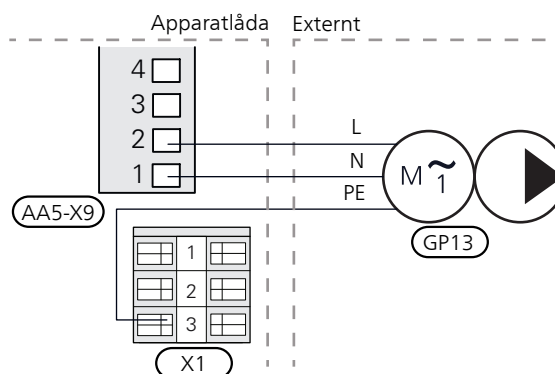 Apparatlåda Externt
4
3
2
1
L
N
PE
M ~ 1
AA5-X9
GP13
1
2
3
X1